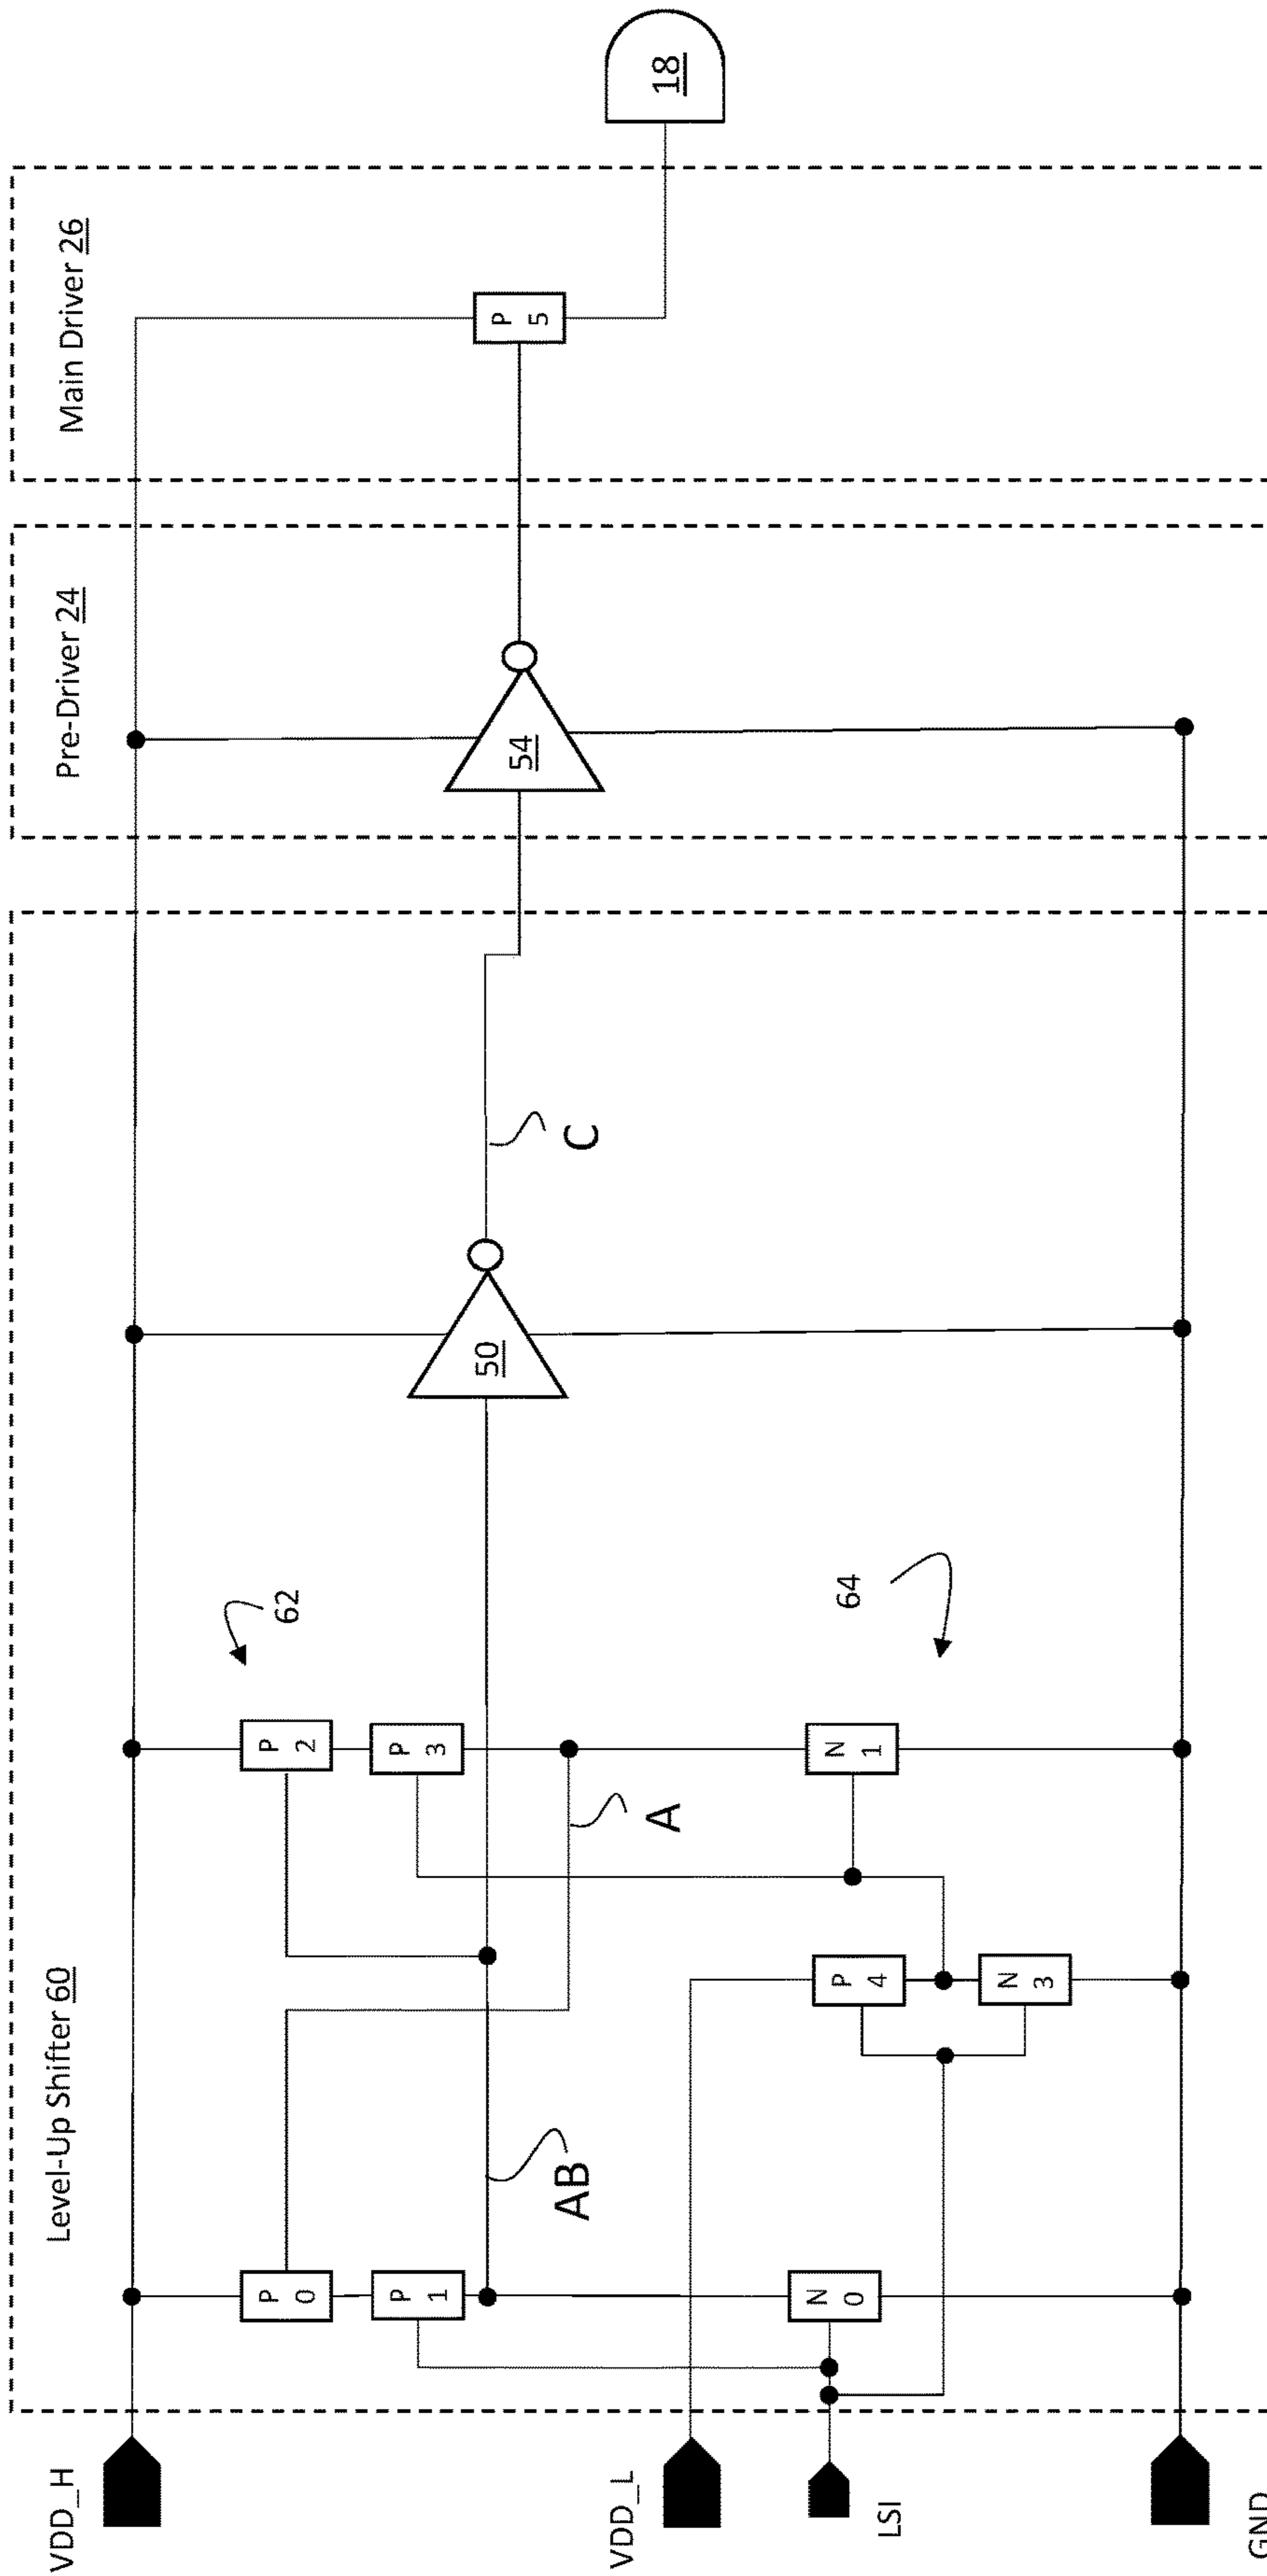 Level-Up Shifter 60
Pre-Driver 24
Main Driver 26
VDD_H
P 0
P 1
P 2
P 3
62
50
54
P 5
18
C
AB
A
VDD_L
LSI
N 0
P 4
N 3
N 1
64
GND